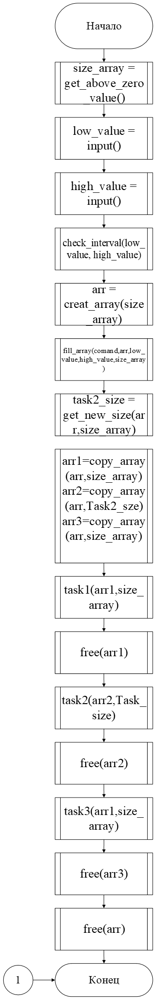 Начало
size_array =
get_above_zero
_value()
low_value =
input()
high_value =
input()
check_interval(low_
value, high_value)
arr =
creat_array(size
_array)
fill_array(comand,arr,low_
value,high_value,size_array
)
task2_size =
get_new_size(ar
r,size_array)
arr1=copy_array
(arr,size_array)
arr2=copy_array
(arr,Task2_sze)
arr3=copy_array
(arr,size_array)
task1(arr1,size_
array)
free(arr1)
task2(arr2,Task_
size)
free(arr2)
task3(arr1,size_
array)
free(arr3)
free(arr)
1
Конец